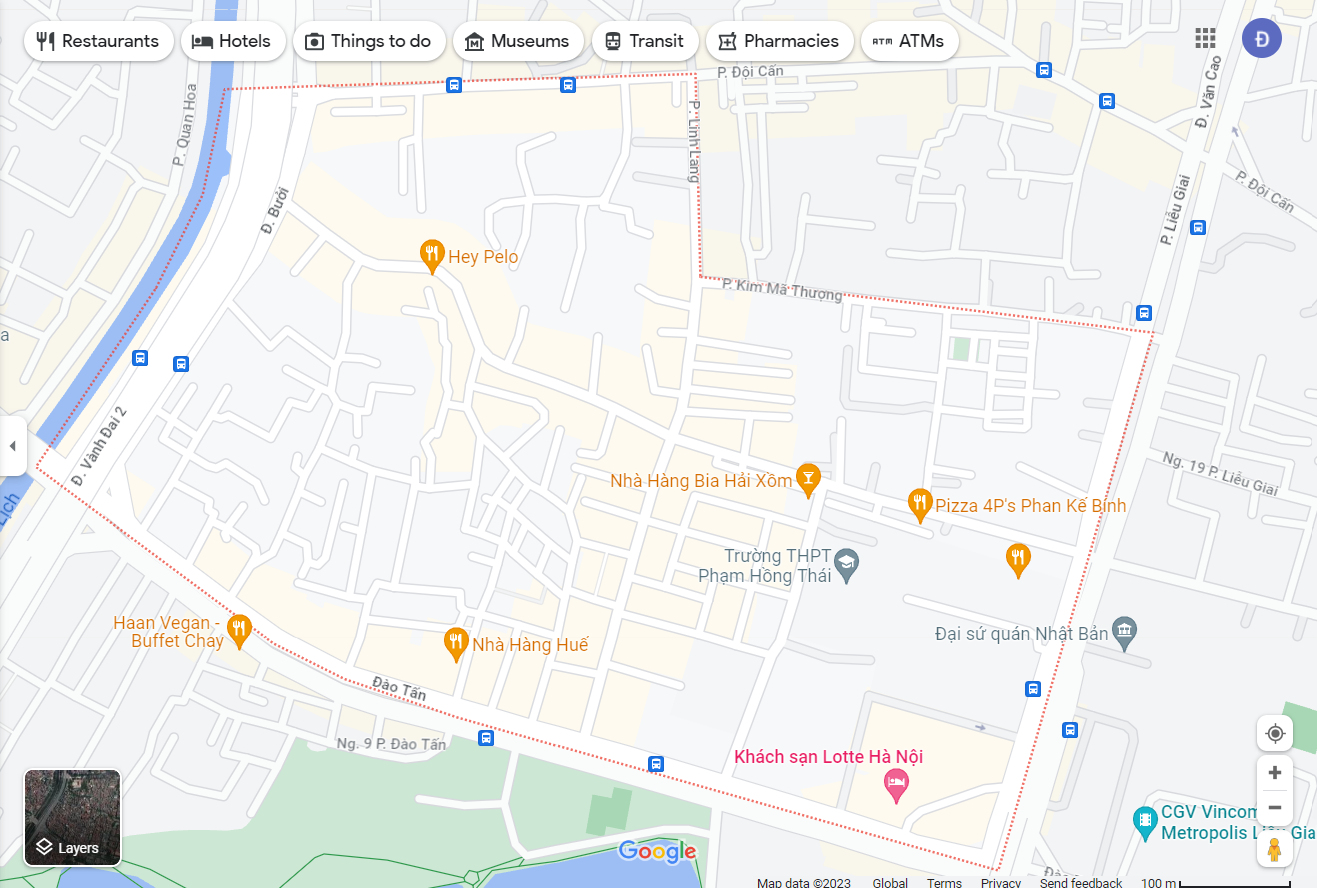 Restaurants
Hotels
Things to do
Museums
Transit
Pharmacies
ATM ATMs
Đ
P. Quan Hoa
P. Đội Cấn
P. Linh Lang
Đ. Văn Cao
P. Đội Cấn
P. Liễu Giai
Đ. Bưởi
Hey Pelo
P. Kim Mã Thượng
a
Đ. Vành Đai 2
Lịch
Ng. 19 P. Liễu Giai
Nhà Hàng Bia Hải Xồm
Pizza 4P's Phan Kế Bính
Trường THPT
Phạm Hồng Thái
Haan Vegan -
Buffet Chay
Nhà Hàng Huế
Đại sứ quán Nhật Bản
Đào Tấn
Ng. 9 P. Đào Tấn
Khách sạn Lotte Hà Nội
CGV Vincom
Metropolis Liễu Gia
Layers
Google
Map data ©2023 Global Terms Privacy Send feedback 100 m